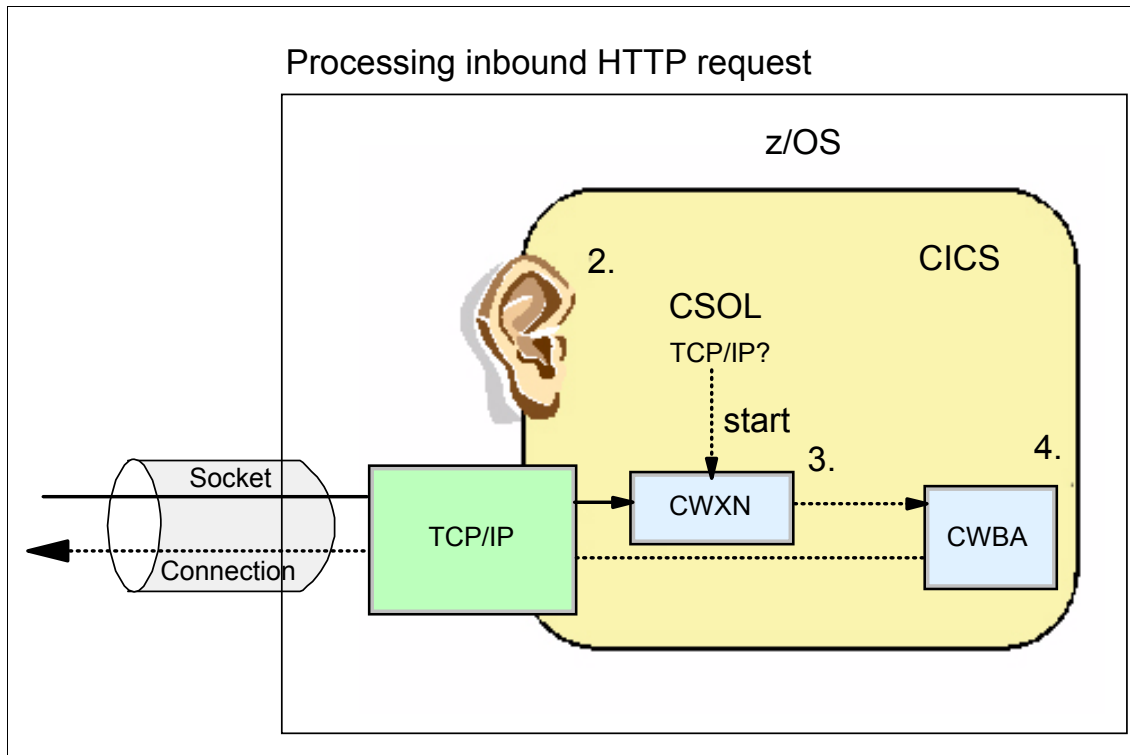 Processing inbound HTTP request
z/OS
2.
CICS
CSOL
TCP/IP?
start
3.
4.
Socket
CWXN
TCP/IP
CWBA
Connection